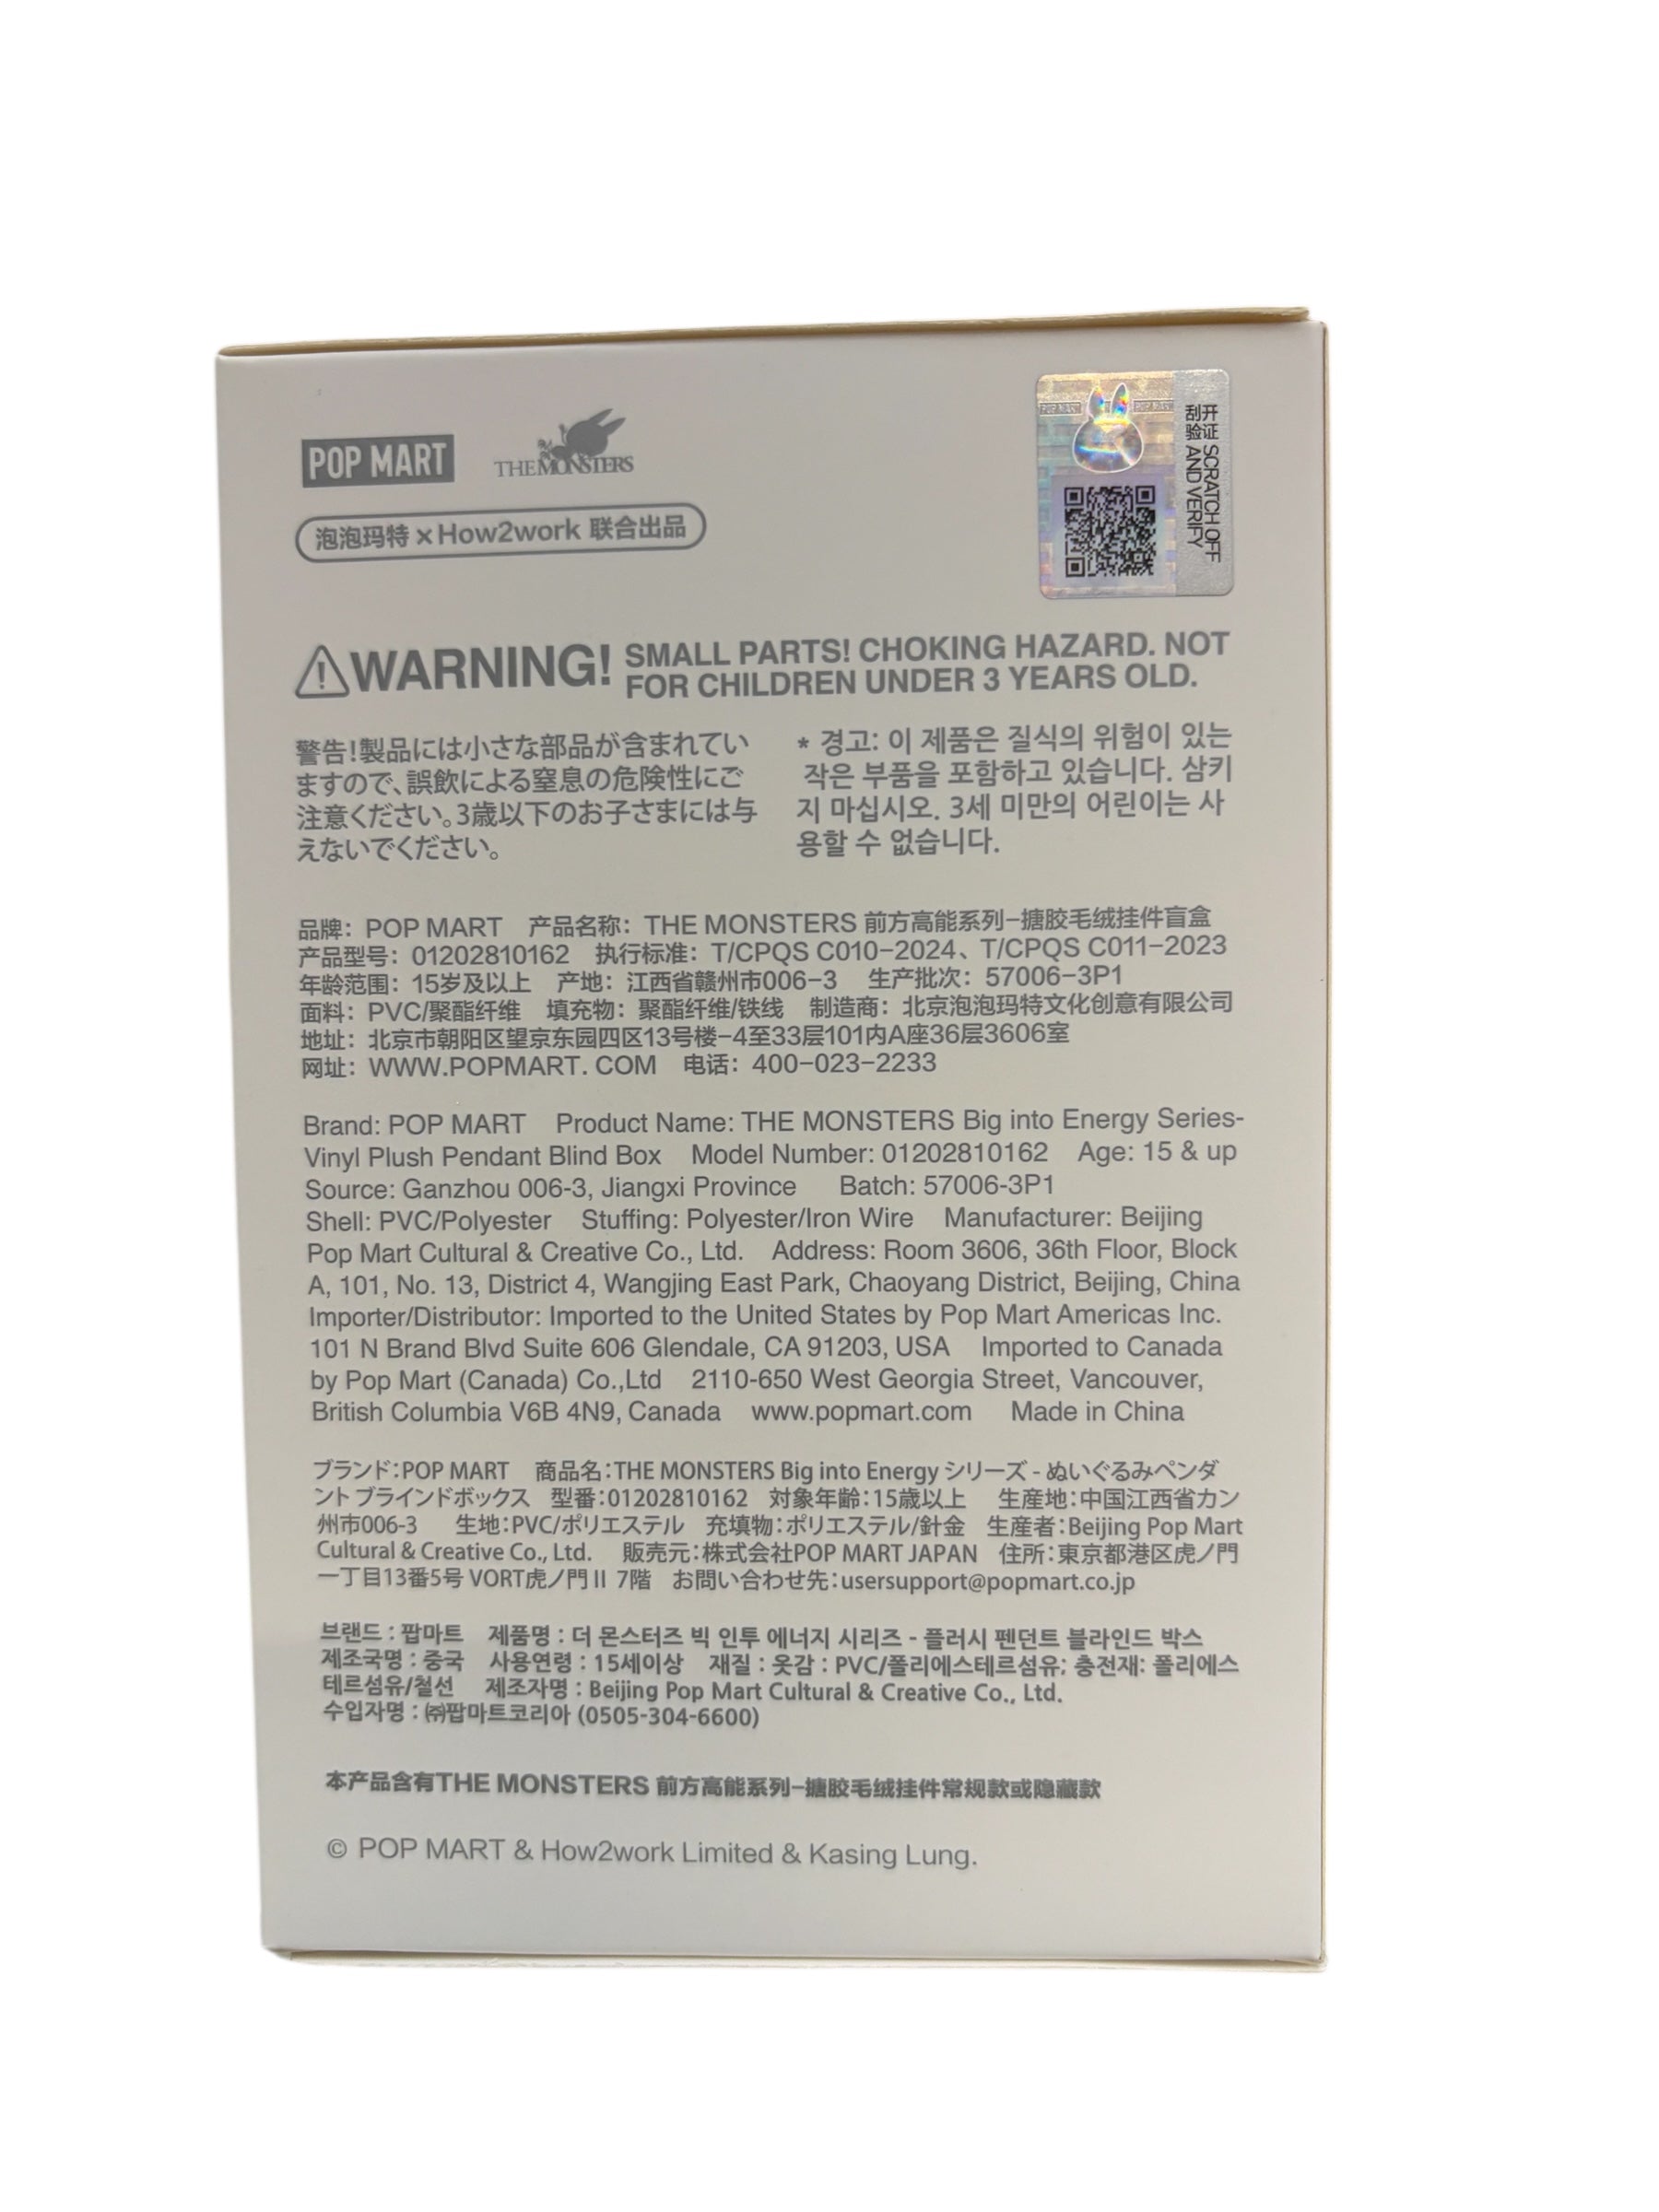 POP MART THE MONSTERS
泡泡玛特×How2work 联合出品
POP MART POP MART
开证 SCRATCH OFF
刮验 AND VERIFY
WARNING! SMALL PARTS! CHOKING HAZARD. NOT
FOR CHILDREN UNDER 3 YEARS OLD.
警告!製品には小さな部品が含まれてい
ますので、誤飲による窒息の危険性にご
注意ください。3歳以下のお子さまには与
えないでください。
* 경고: 이 제품은 질식의 위험이 있는
작은 부품을 포함하고 있습니다. 삼키
지 마십시오. 3세 미만의 어린이는 사
용할 수 없습니다.
品牌: POP MART 产品名称: THE MONSTERS 前方高能系列-搪胶毛绒挂件盲盒
产品型号: 01202810162 执行标准: T/CPQS C010-2024、T/CPQS C011-2023
年龄范围: 15岁及以上 产地: 江西省赣州市006-3 生产批次: 57006-3P1
面料: PVC/聚酯纤维 填充物: 聚酯纤维/铁线 制造商: 北京泡泡玛特文化创意有限公司
地址: 北京市朝阳区望京东园四区13号楼-4至33层101内A座36层3606室
网址: WWW.POPMART. COM 电话: 400-023-2233
Brand: POP MART Product Name: THE MONSTERS Big into Energy Series-
Vinyl Plush Pendant Blind Box Model Number: 01202810162 Age: 15 & up
Source: Ganzhou 006-3, Jiangxi Province Batch: 57006-3P1
Shell: PVC/Polyester Stuffing: Polyester/Iron Wire Manufacturer: Beijing
Pop Mart Cultural & Creative Co., Ltd. Address: Room 3606, 36th Floor, Block
A, 101, No. 13, District 4, Wangjing East Park, Chaoyang District, Beijing, China
Importer/Distributor: Imported to the United States by Pop Mart Americas Inc.
101 N Brand Blvd Suite 606 Glendale, CA 91203, USA Imported to Canada
by Pop Mart (Canada) Co.,Ltd 2110-650 West Georgia Street, Vancouver,
British Columbia V6B 4N9, Canada www.popmart.com Made in China
ブランド:POP MART 商品名:THE MONSTERS Big into Energy シリーズ - ぬいぐるみペンダ
ント ブラインドボックス 型番:01202810162 対象年齢:15歳以上 生産地:中国江西省カン
州市006-3 生地:PVC/ポリエステル 充填物:ポリエステル/針金 生産者:Beijing Pop Mart
Cultural & Creative Co., Ltd. 販売元:株式会社POP MART JAPAN 住所:東京都港区虎ノ門
一丁目13番5号 VORT虎ノ門II 7階 お問い合わせ先:usersupport@popmart.co.jp
브랜드 : 팝마트 제품명 : 더 몬스터즈 빅 인투 에너지 시리즈 - 플러시 펜던트 블라인드 박스
제조국명 : 중국 사용연령 : 15세이상 재질 : 옷감 : PVC/폴리에스테르섬유; 충전재: 폴리에스
테르섬유/철선 제조자명 : Beijing Pop Mart Cultural & Creative Co., Ltd.
수입자명 : ㈜팝마트코리아 (0505-304-6600)
本产品含有THE MONSTERS 前方高能系列-搪胶毛绒挂件常规款或隐藏款
© POP MART & How2work Limited & Kasing Lung.